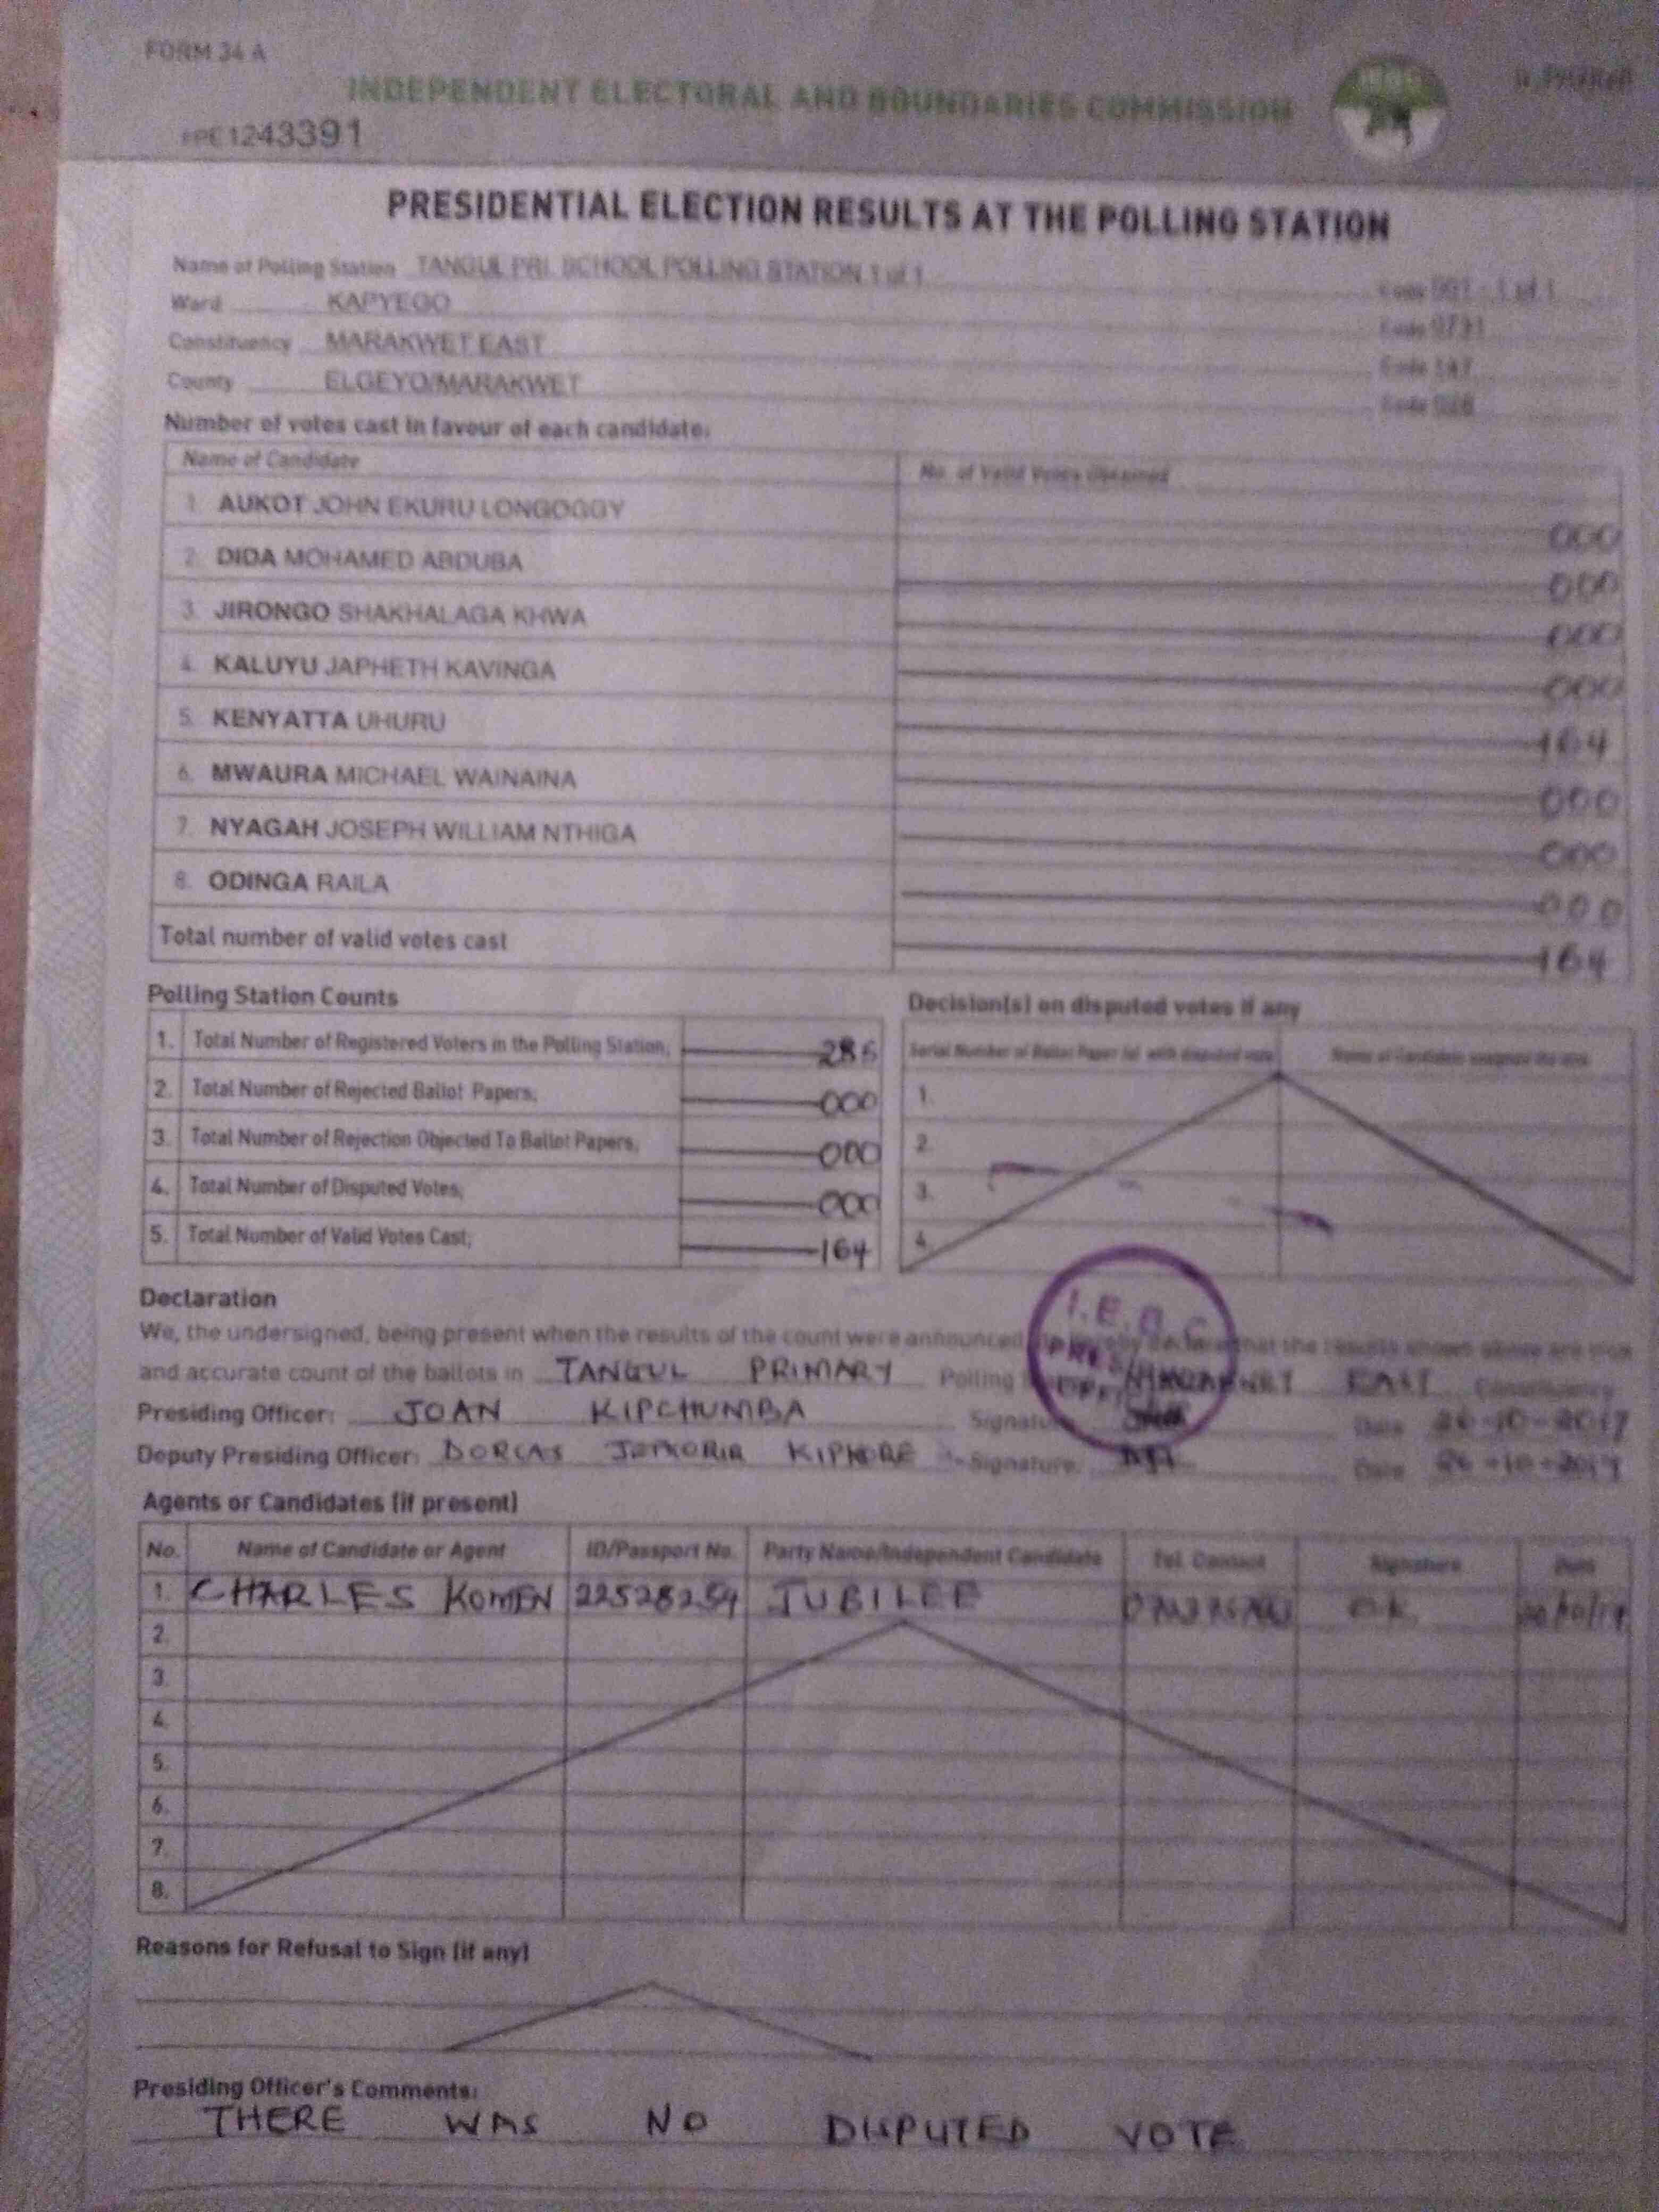 FORM 34 A
INDEPENDENT ELECTORAL AND BOUNDARIES COMMISSION
PPE1243391
PRESIDENTIAL ELECTION RESULTS AT THE POLLING STATION
Name of Polling Station TANGUL PRI. SCHOOL POLLING STATION 1 of 1 Code 001 - 1 of 1
Ward KAPYEGO Code 0731
Constituency MARAKWET EAST Code 147
County ELGEYO/MARAKWET Code 028
Number of votes cast in favour of each candidate:
Name of Candidate No. of Valid Votes Obtained
1. AUKOT JOHN EKURU LONGOGGY 000
2. DIDA MOHAMED ABDUBA 000
3. JIRONGO SHAKHALAGA KHWA 000
4. KALUYU JAPHETH KAVINGA 000
5. KENYATTA UHURU 164
6. MWAURA MICHAEL WAINAINA 000
7. NYAGAH JOSEPH WILLIAM NTHIGA 000
8. ODINGA RAILA 000
Total number of valid votes cast 164
Polling Station Counts
1. Total Number of Registered Voters in the Polling Station;
2. Total Number of Rejected Ballot Papers; 000
3. Total Number of Rejection Objected To Ballot Papers; 000
4. Total Number of Disputed Votes; 000
5. Total Number of Valid Votes Cast; 164
Decision(s) on disputed votes if any
Serial Number of Ballot Paper (s) with disputed vote Name of Candidate assigned the vote
1.
2.
3.
4.
Declaration
We, the undersigned, being present when the results of the count were announced, do hereby declare that the results shown above are true
and accurate count of the ballots in TANGUL PRIMARY Polling MARAKWET EAST Constituency
I.E.B.C
PRESIDING
OFFICER
Presiding Officer: JOAN KIPCHUMBA Signature Date 26-10-2017
Deputy Presiding Officer: DORCAS JETKORIR KIPKORE Signature: Date 26-10-2017
Agents or Candidates (if present)
No. Name of Candidate or Agent ID/Passport No. Party Name/Independent Candidate Tel. Contact Signature Date
1. CHARLES KOMEN 22528254 JUBILEE
2.
3.
4.
5.
6.
7.
8.
Reasons for Refusal to Sign (if any)
Presiding Officer's Comments:
THERE WAS NO DISPUTED VOTE